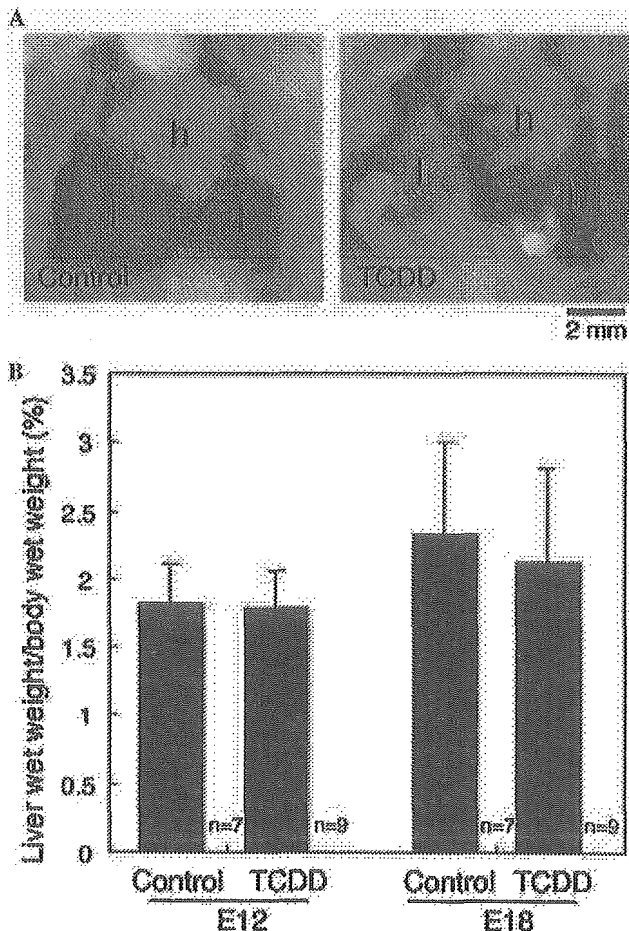 A
h
l
l
Control
h
l
l
TCDD
2 mm
B
Liver wet weight/body wet weight (%)
3.5
3
2.5
2
1.5
1
0.5
0
n=7
n=9
n=7
n=9
Control
TCDD
Control
TCDD
E12
E18